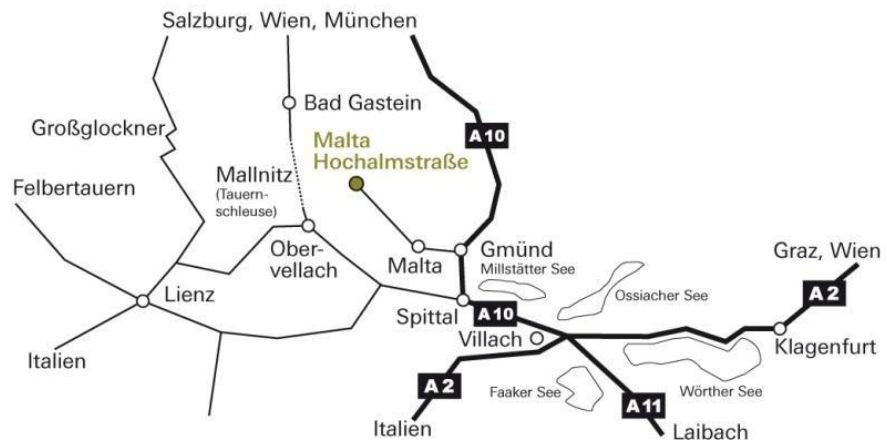 Salzburg, Wien, München
Bad Gastein
Großglockner
A10
Malta
Hochalmstraße
Mallnitz
(Tauern-
schleuse)
Felbertauern
Ober-
vellach
Malta
Gmünd
Millstätter See
Graz, Wien
Lienz
Ossiacher See
A2
Spittal
A10
Villach
Klagenfurt
Italien
A2
Faaker See
Wörther See
A11
Italien
Laibach